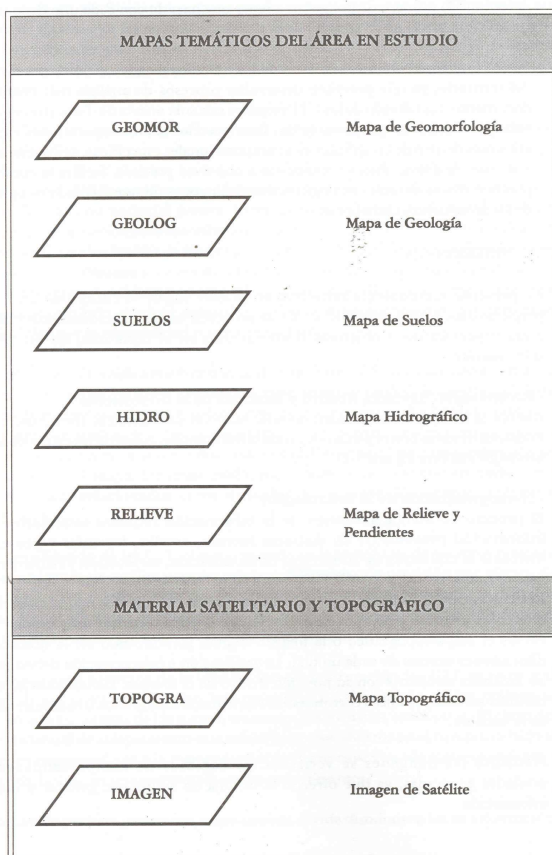 MAPAS TEMÁTICOS DEL ÁREA EN ESTUDIO
GEOMOR Mapa de Geomorfología
GEOLOG Mapa de Geología
SUELOS Mapa de Suelos
HIDRO Mapa Hidrográfico
RELIEVE Mapa de Relieve y
Pendientes
MATERIAL SATELITARIO Y TOPOGRÁFICO
TOPOGRA Mapa Topográfico
IMAGEN Imagen de Satélite